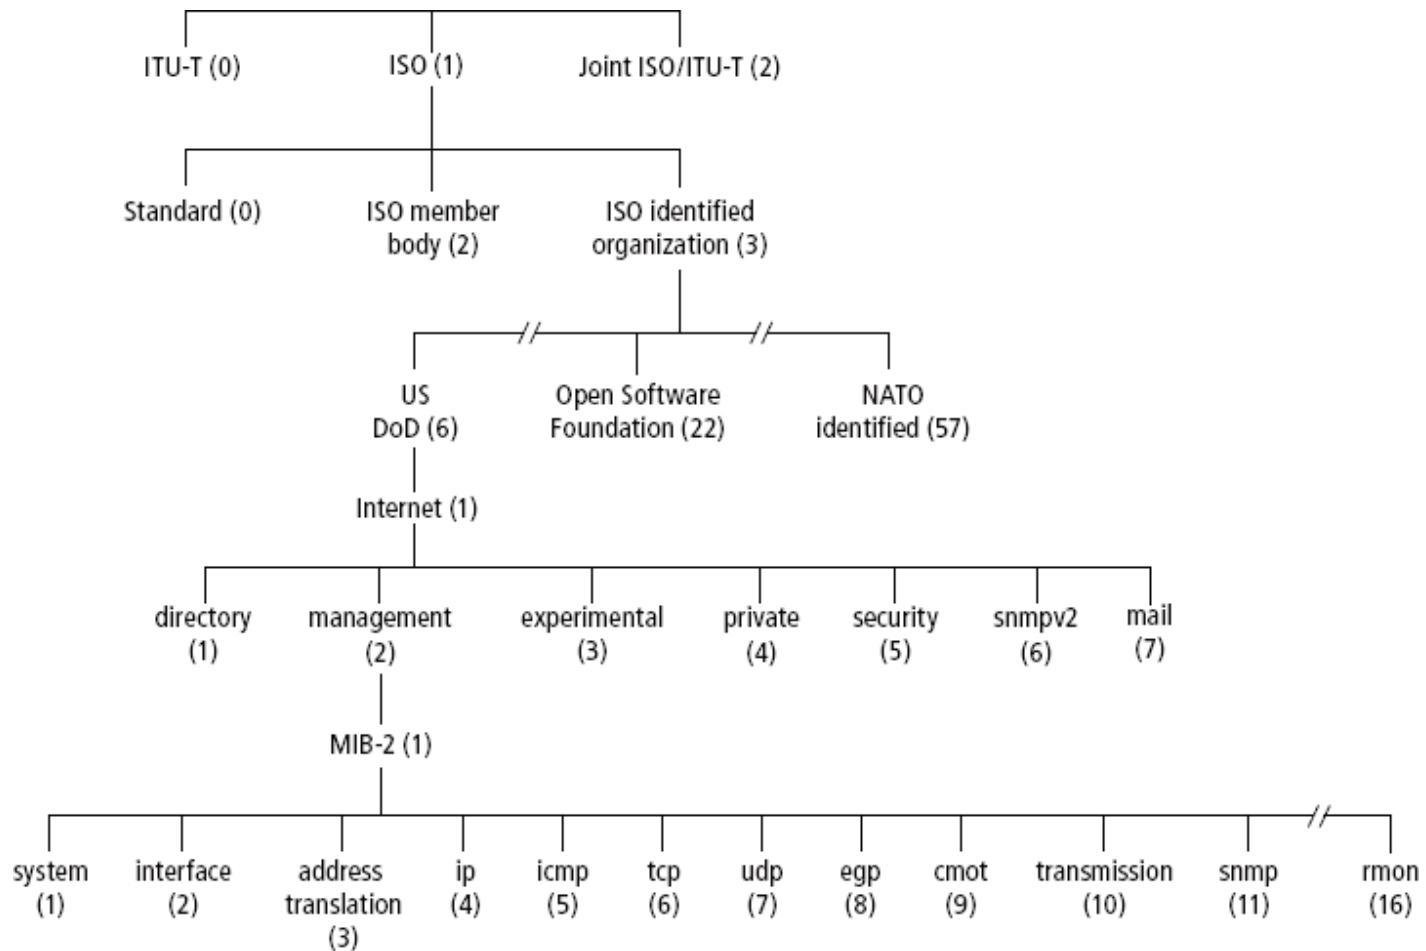 ITU-T (0)
ISO (1)
Joint ISO/ITU-T (2)
Standard (0)
ISO member
body (2)
ISO identified
organization (3)
US
DoD (6)
Open Software
Foundation (22)
NATO
identified (57)
Internet (1)
directory
(1)
management
(2)
experimental
(3)
private
(4)
security
(5)
snmpv2
(6)
mail
(7)
MIB-2 (1)
system
(1)
interface
(2)
address
translation
(3)
ip
(4)
icmp
(5)
tcp
(6)
udp
(7)
egp
(8)
cmot
(9)
transmission
(10)
snmp
(11)
rmon
(16)